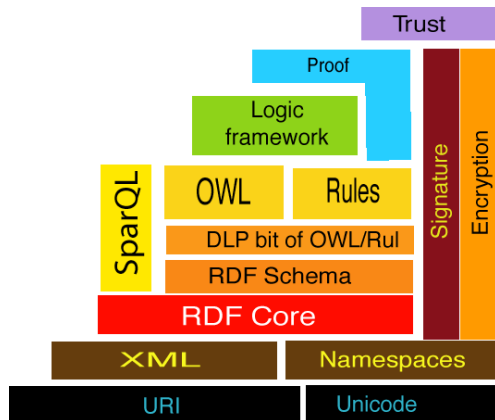 Trust
Proof
Logic
framework
Signature
Encryption
SparQL
OWL
Rules
DLP bit of OWL/Rul
RDF Schema
RDF Core
XML
Namespaces
URI
Unicode